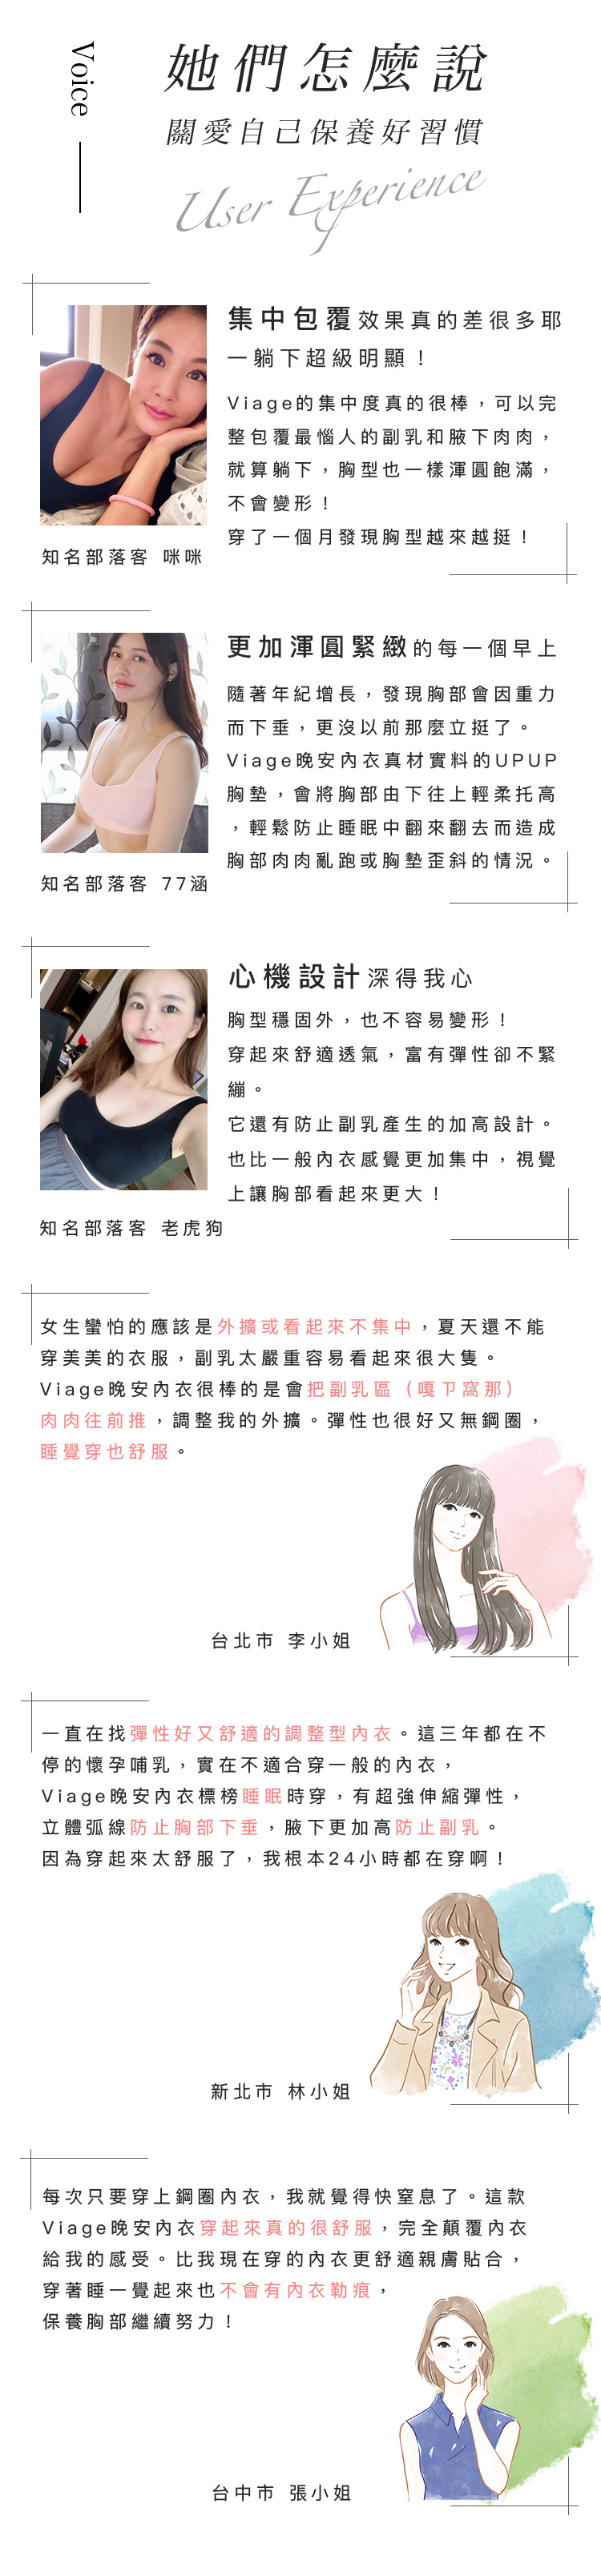 Voice
她們怎麼說
關愛自己保養好習慣
User Experience
集中包覆效果真的差很多耶
一躺下超級明顯！
Viage的集中度真的很棒，可以完
整包覆最惱人的副乳和腋下肉肉，
就算躺下，胸型也一樣渾圓飽滿，
不會變形！
穿了一個月發現胸型越來越挺！
知名部落客 咪咪
更加渾圓緊緻的每一個早上
隨著年紀增長，發現胸部會因重力
而下垂，更沒以前那麼立挺了。
Viage晚安內衣真材實料的UPUP
胸墊，會將胸部由下往上輕柔托高
，輕鬆防止睡眠中翻來翻去而造成
胸部肉肉亂跑或胸墊歪斜的情況。
知名部落客 77涵
心機設計深得我心
胸型穩固外，也不容易變形！
穿起來舒適透氣，富有彈性卻不緊
繃。
它還有防止副乳產生的加高設計。
也比一般內衣感覺更加集中，視覺
上讓胸部看起來更大！
知名部落客 老虎狗
女生蠻怕的應該是外擴或看起來不集中，夏天還不能
穿美美的衣服，副乳太嚴重容易看起來很大隻。
Viage晚安內衣很棒的是會把副乳區（嘎ㄗ窩那）
肉肉往前推，調整我的外擴。彈性也很好又無鋼圈，
睡覺穿也舒服。
台北市 李小姐
一直在找彈性好又舒適的調整型內衣。這三年都在不
停的懷孕哺乳，實在不適合穿一般的內衣，
Viage晚安內衣標榜睡眠時穿，有超強伸縮彈性，
立體弧線防止胸部下垂，腋下更加高防止副乳。
因為穿起來太舒服了，我根本24小時都在穿啊！
新北市 林小姐
每次只要穿上鋼圈內衣，我就覺得快窒息了。這款
Viage晚安內衣穿起來真的很舒服，完全顛覆內衣
給我的感受。比我現在穿的內衣更舒適親膚貼合，
穿著睡一覺起來也不會有內衣勒痕，
保養胸部繼續努力！
台中市 張小姐